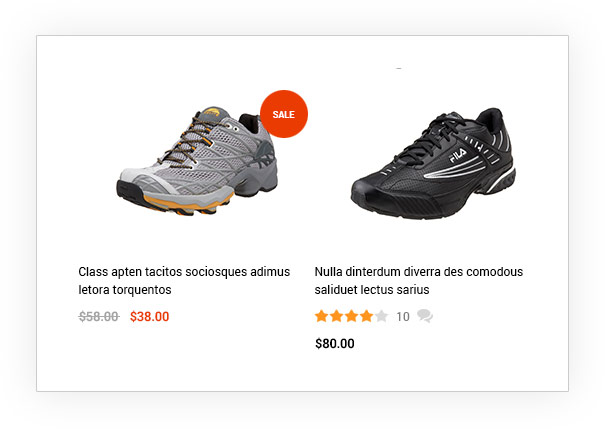 SALE
FILA
Class apten tacitos sociosques adimus
letora torquentos
$58.00 $38.00
Nulla dinterdum diverra des comodous
saliduet lectus sarius
10
$80.00